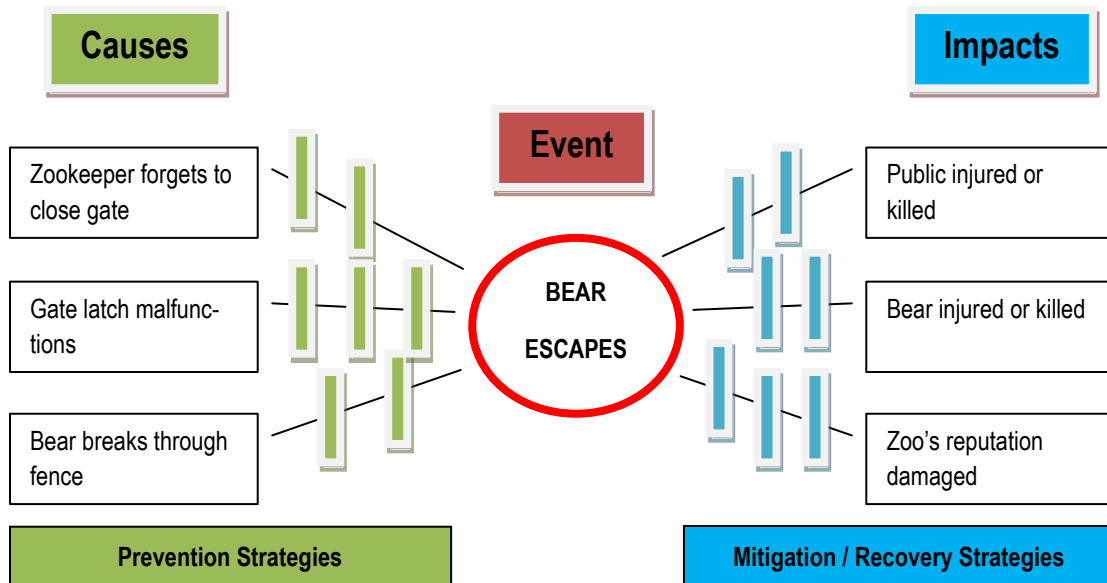 Causes
Impacts
Event
Zookeeper forgets to
close gate
Public injured or
killed
BEAR
ESCAPES
Gate latch malfunc-
tions
Bear injured or killed
Bear breaks through
fence
Zoo's reputation
damaged
Prevention Strategies
Mitigation / Recovery Strategies